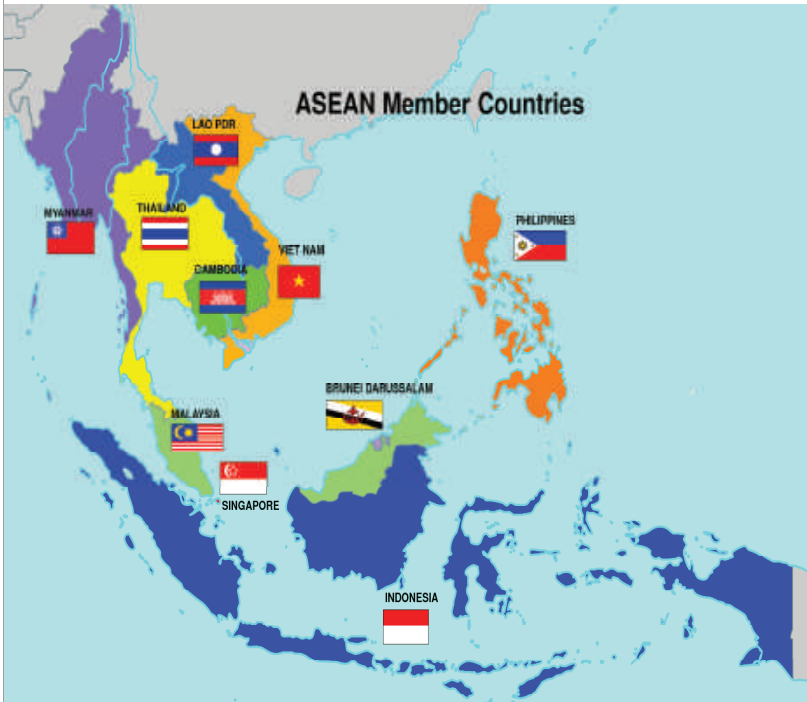 ASEAN Member Countries
LAO PDR
MYANMAR
THAILAND
PHILIPPINES
VIET NAM
CAMBODIA
BRUNEI DARUSSALAM
MALAYSIA
SINGAPORE
INDONESIA